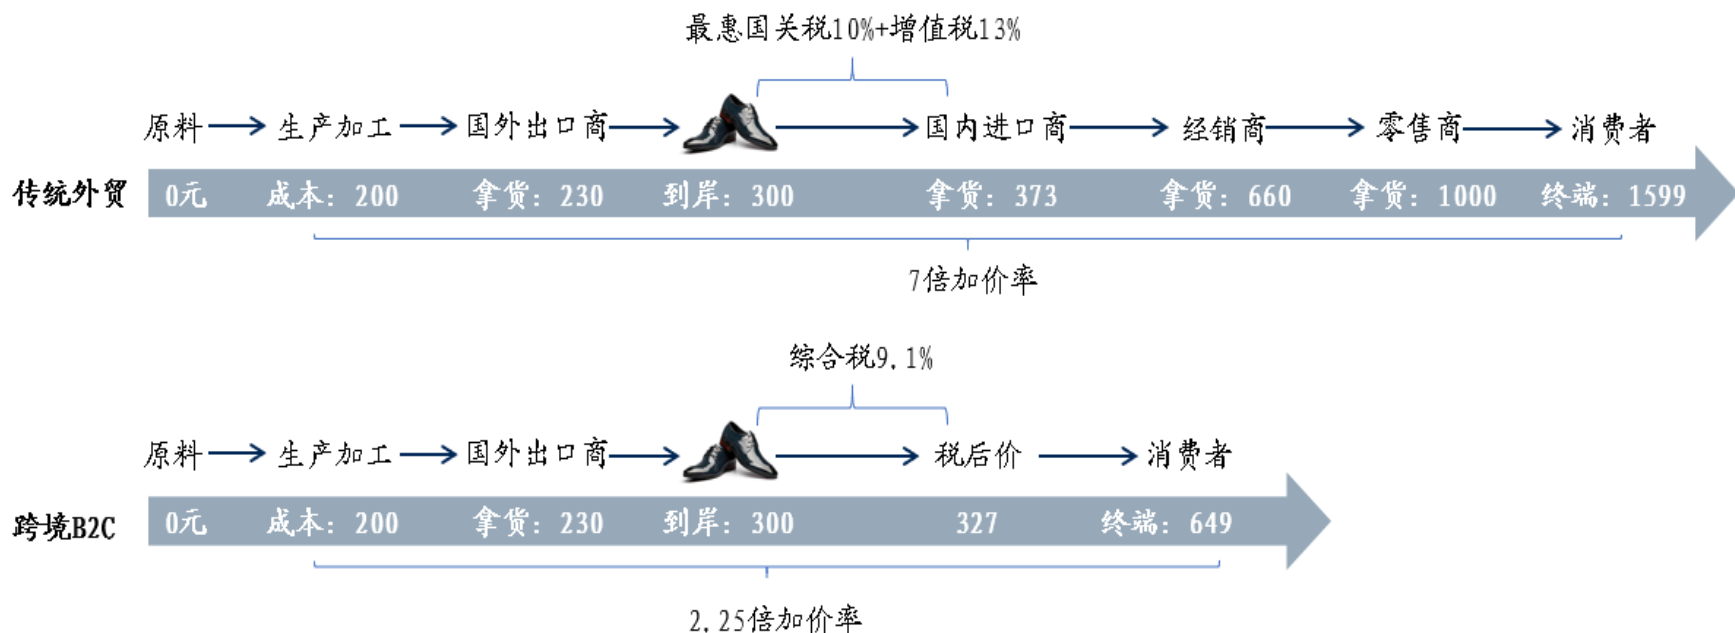 最惠国关税10%+增值税13%
原料 生产加工 国外出口商 国内进口商 经销商 零售商 消费者
传统外贸 0元 成本: 200 拿货: 230 到岸: 300 拿货: 373 拿货: 660 拿货: 1000 终端: 1599
7倍加价率
综合税9.1%
原料 生产加工 国外出口商 税后价 消费者
跨境B2C 0元 成本: 200 拿货: 230 到岸: 300 327 终端: 649
2.25倍加价率